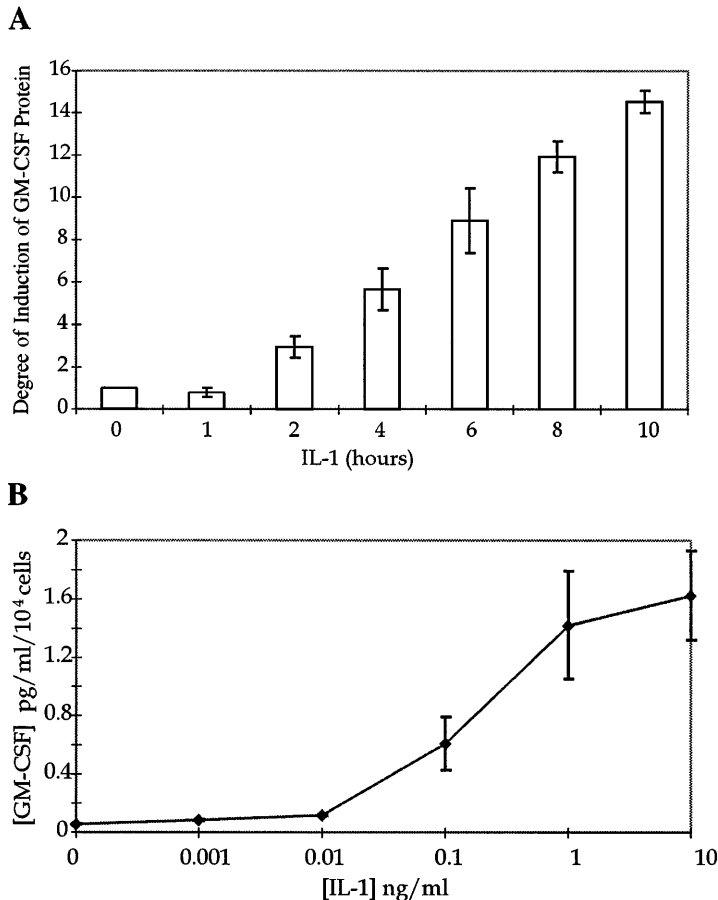 A
Degree of Induction of GM-CSF Protein
16
14
12
10
8
6
4
2
0
0 1 2 4 6 8 10
IL-1 (hours)
B
[GM-CSF] pg/ml/10⁴ cells
2
1.6
1.2
0.8
0.4
0
0 0.001 0.01 0.1 1 10
[IL-1] ng/ml